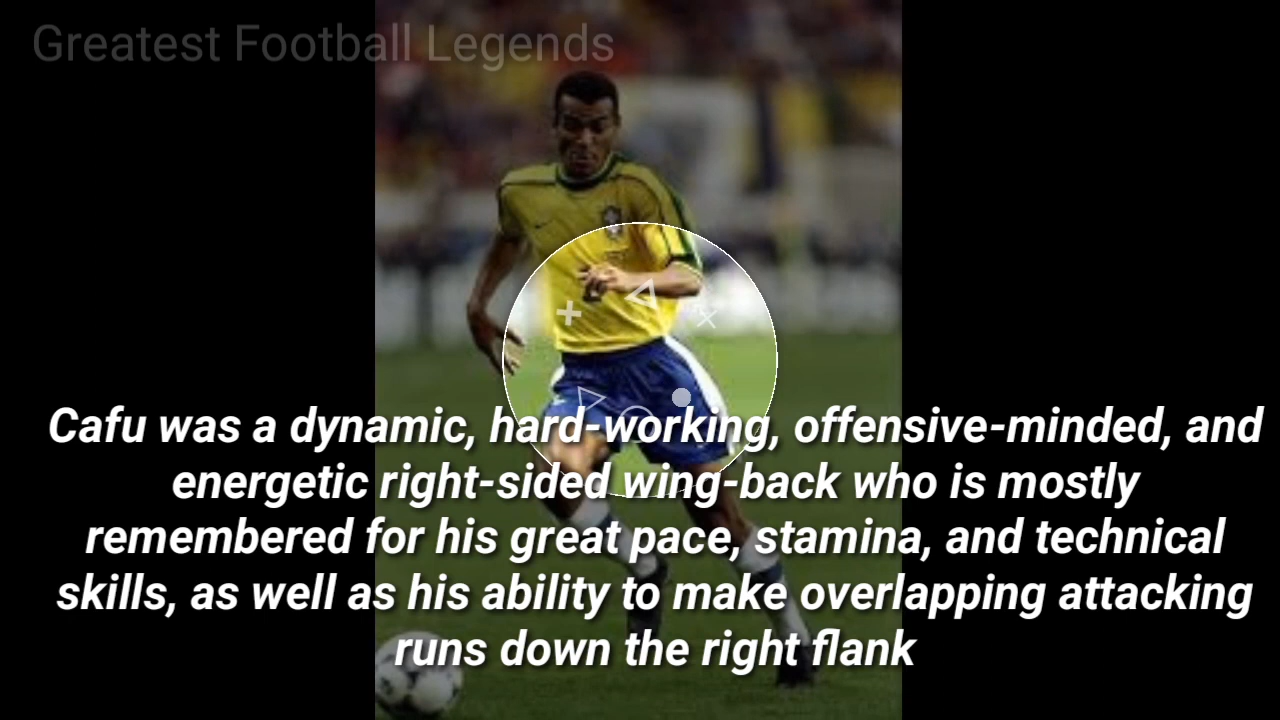 Greatest Football Legends
Cafu was a dynamic, hard-working, offensive-minded, and
energetic right-sided wing-back who is mostly
remembered for his great pace, stamina, and technical
skills, as well as his ability to make overlapping attacking
runs down the right flank